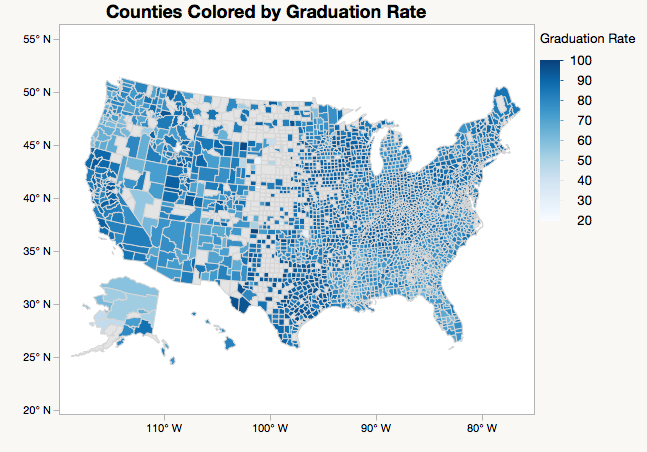 Counties Colored by Graduation Rate
55° N
50° N
45° N
40° N
35° N
30° N
25° N
20° N
110° W
100° W
90° W
80° W
Graduation Rate
100
90
80
70
60
50
40
30
20